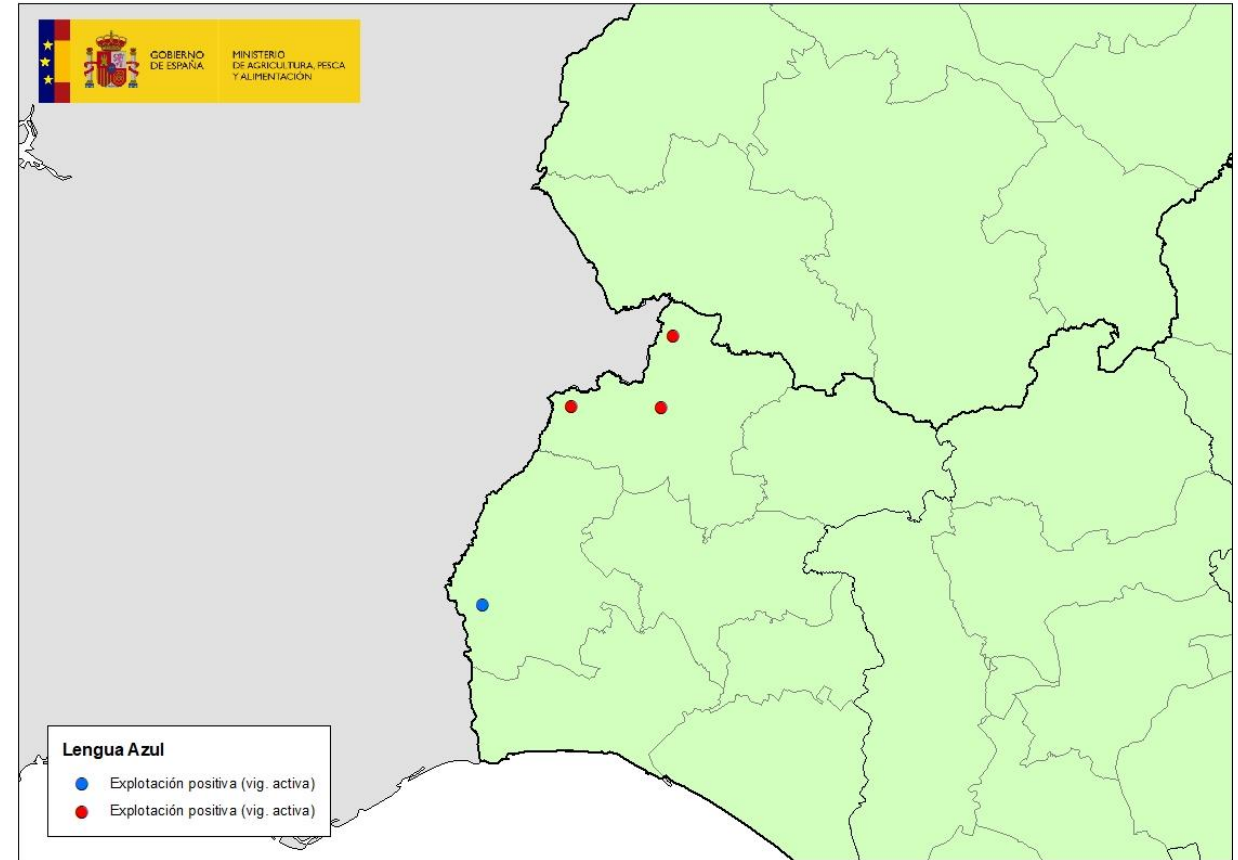 GOBIERNO
DE ESPAÑA
MINISTERIO
DE AGRICULTURA, PESCA
Y ALIMENTACIÓN
Lengua Azul
Explotación positiva (vig. activa)
Explotación positiva (vig. activa)